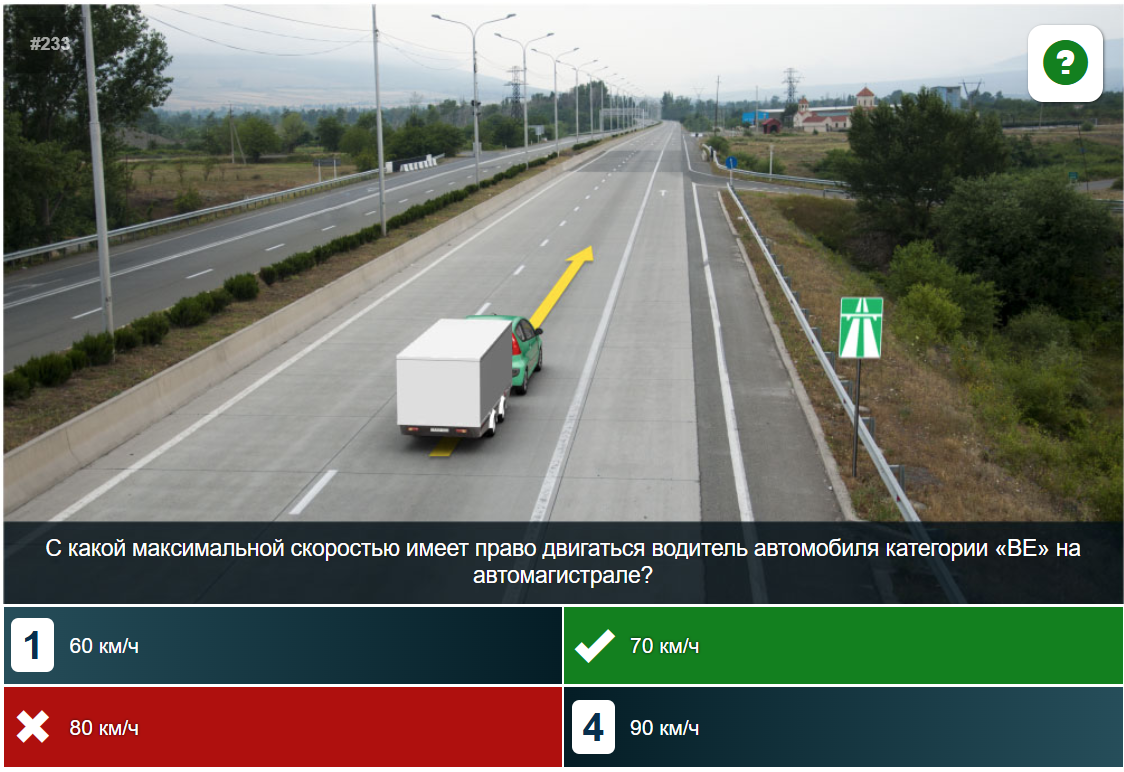 #233
?
С какой максимальной скоростью имеет право двигаться водитель автомобиля категории «BE» на
автомагистрале?
1 60 км/ч
70 км/ч
80 км/ч
4 90 км/ч